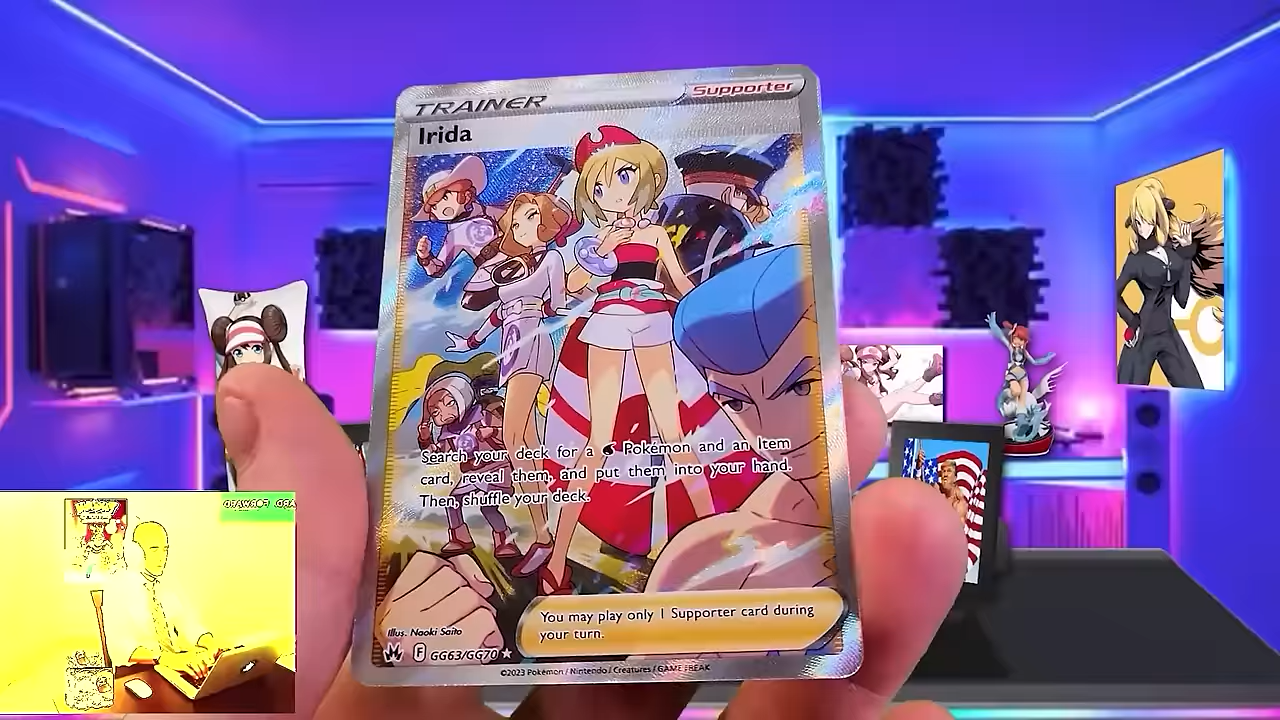 TRAINER
Supporter
Irida
Search your deck for a Pokémon and an Item
card, reveal them, and put them into your hand.
Then, shuffle your deck.
You may play only 1 Supporter card during
your turn.
Illus. Naoki Saito
F GG63/GG70
©2023 Pokémon / Nintendo / Creatures / GAME FREAK